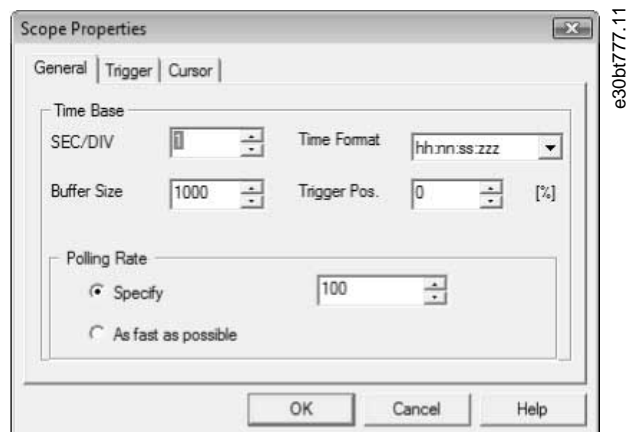 Scope Properties
General Trigger Cursor
Time Base
SEC/DIV 1 Time Format hh:nn:ss:zzz
Buffer Size 1000 Trigger Pos. 0 [%]
Polling Rate
Specify 100
As fast as possible
OK Cancel Help
e30bt777.11